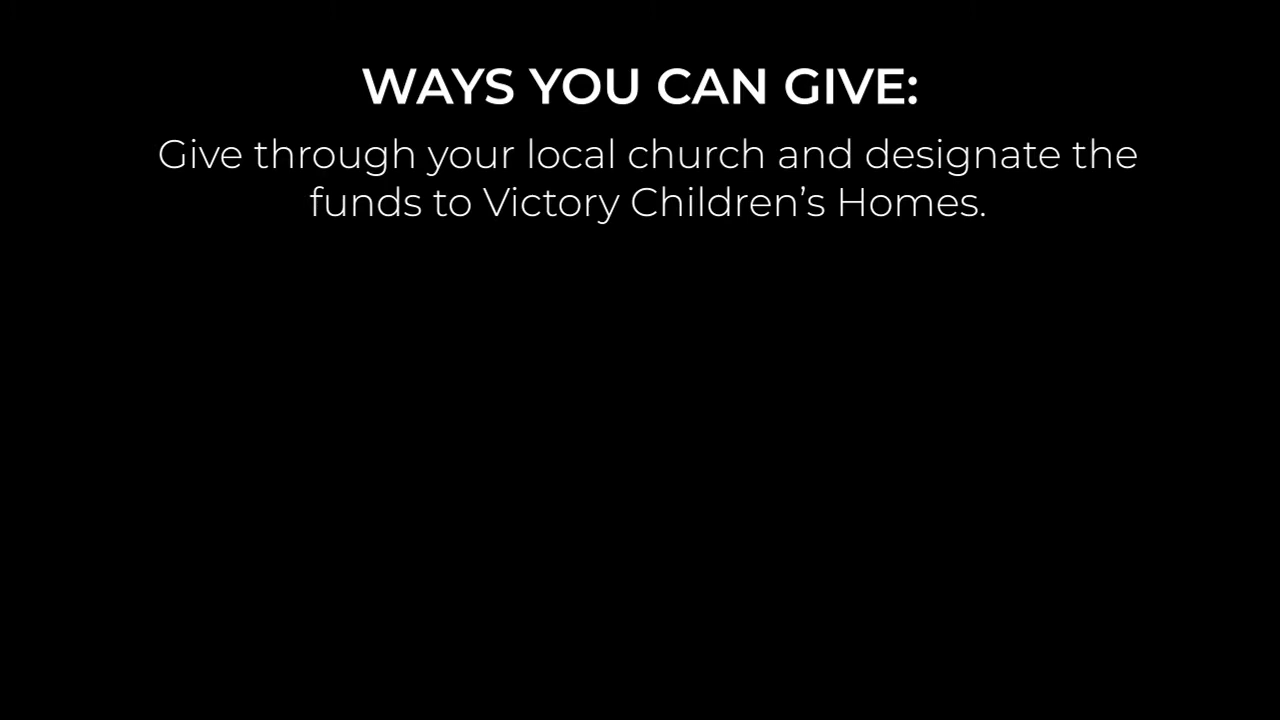 WAYS YOU CAN GIVE:
Give through your local church and designate the
funds to Victory Children’s Homes.